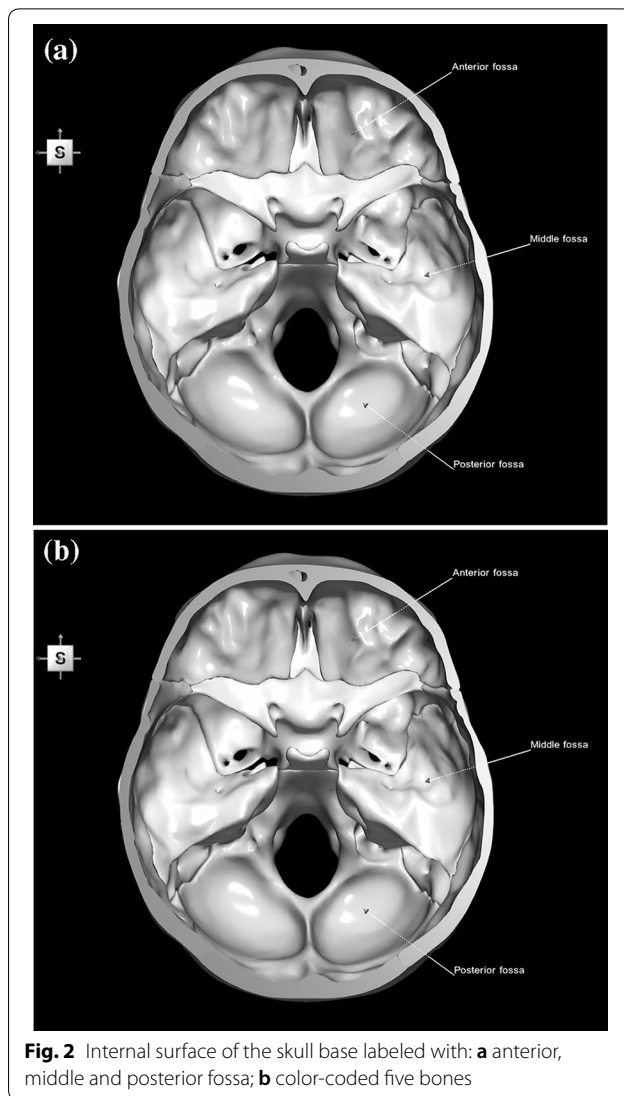 (a)
Anterior fossa
S
Middle fossa
Posterior fossa
(b)
Anterior fossa
S
Middle fossa
Posterior fossa
Fig. 2 Internal surface of the skull base labeled with: a anterior,
middle and posterior fossa; b color-coded five bones